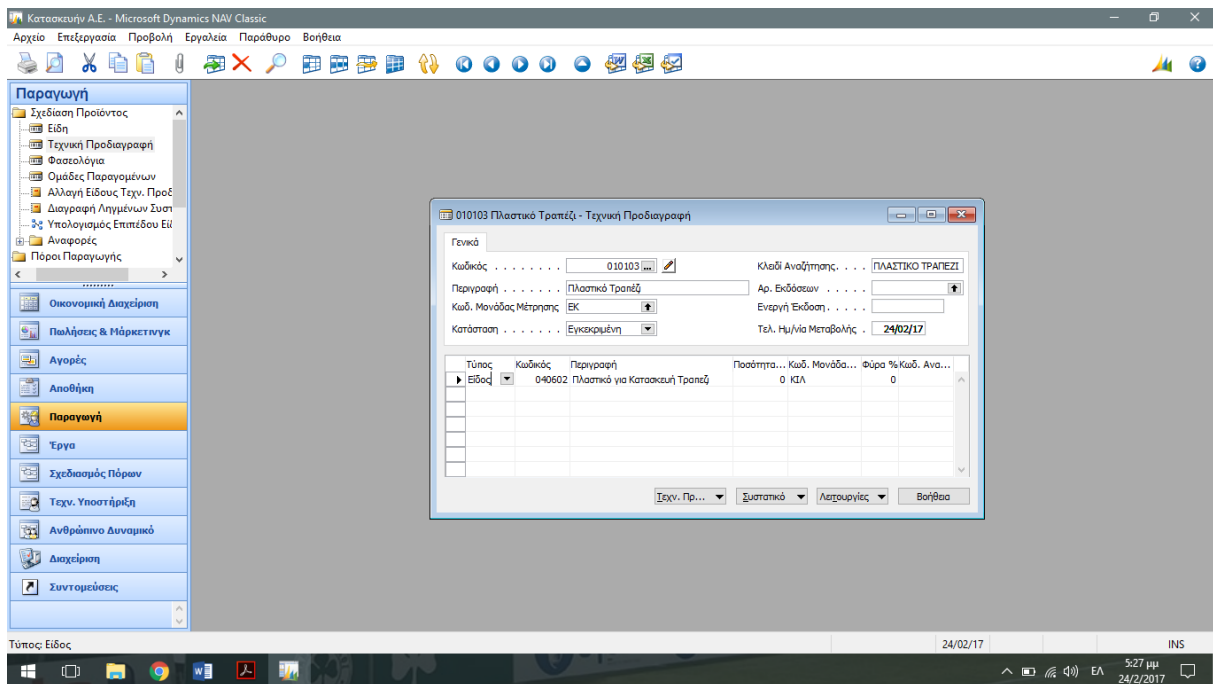 Κατασκευήν Α.Ε. - Microsoft Dynamics NAV Classic
Αρχείο Επεξεργασία Προβολή Εργαλεία Παράθυρο Βοήθεια
Παραγωγή
Σχεδίαση Προϊόντος
Είδη
Τεχνική Προδιαγραφή
Φασεολόγια
Ομάδες Παραγομένων
Αλλαγή Είδους Τεχν. Προδ
Διαγραφή Ληγμένων Συστ
Υπολογισμός Επιπέδου Είδ
Αναφορές
Πόροι Παραγωγής
Οικονομική Διαχείριση
Πωλήσεις & Μάρκετινγκ
Αγορές
Αποθήκη
Παραγωγή
Έργα
Σχεδιασμός Πόρων
Τεχν. Υποστήριξη
Ανθρώπινο Δυναμικό
Διαχείριση
Συντομεύσεις
010103 Πλαστικό Τραπέζι - Τεχνική Προδιαγραφή
Γενικά
Κωδικός . . . . . . . . 010103 ... Κλειδί Αναζήτησης. . . . ΠΛΑΣΤΙΚΟ ΤΡΑΠΕΖΙ
Περιγραφή . . . . . . . Πλαστικό Τραπέζι Αρ. Εκδόσεων . . . . .
Κωδ. Μονάδας Μέτρησης ΕΚ Ενεργή Έκδοση . . . . .
Κατάσταση . . . . . . . Εγκεκριμένη Τελ. Ημ/νία Μεταβολής . 24/02/17
Τύπος Κωδικός Περιγραφή Ποσότητα... Κωδ. Μονάδα... Φύρα % Κωδ. Ανα...
Είδος 040602 Πλαστικό για Κατασκευή Τραπεζι 0 ΚΙΛ 0
Τεχν. Πρ... Συστατικό Λειτουργίες Βοήθεια
Τύπος: Είδος 24/02/17 INS
ΕΛ 5:27 μμ
24/2/2017